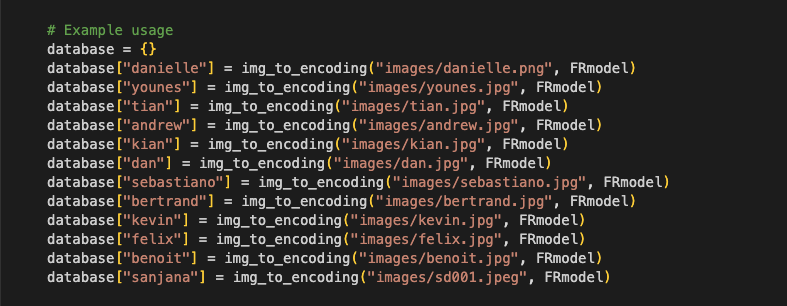 # Example usage
database = {}
database["danielle"] = img_to_encoding("images/danielle.png", FRmodel)
database["younes"] = img_to_encoding("images/younes.jpg", FRmodel)
database["tian"] = img_to_encoding("images/tian.jpg", FRmodel)
database["andrew"] = img_to_encoding("images/andrew.jpg", FRmodel)
database["kian"] = img_to_encoding("images/kian.jpg", FRmodel)
database["dan"] = img_to_encoding("images/dan.jpg", FRmodel)
database["sebastiano"] = img_to_encoding("images/sebastiano.jpg", FRmodel)
database["bertrand"] = img_to_encoding("images/bertrand.jpg", FRmodel)
database["kevin"] = img_to_encoding("images/kevin.jpg", FRmodel)
database["felix"] = img_to_encoding("images/felix.jpg", FRmodel)
database["benoit"] = img_to_encoding("images/benoit.jpg", FRmodel)
database["sanjana"] = img_to_encoding("images/sd001.jpeg", FRmodel)